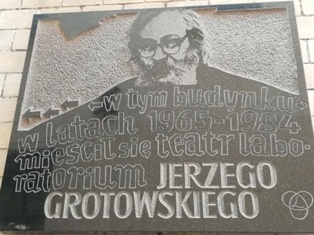 w tym budynku
w latach 1965-1984
mieścił się teatr labo-
ratorium JERZEGO
GROTOWSKIEGO